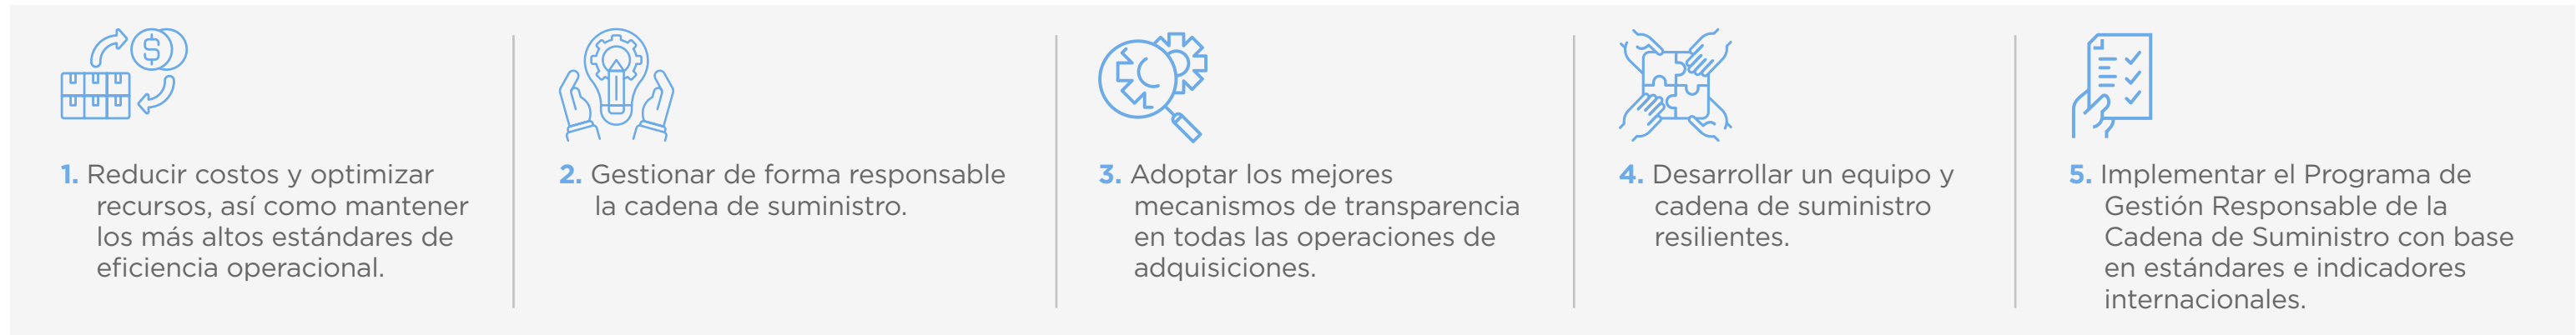 1. Reducir costos y optimizar
recursos, así como mantener
los más altos estándares de
eficiencia operacional.
2. Gestionar de forma responsable
la cadena de suministro.
3. Adoptar los mejores
mecanismos de transparencia
en todas las operaciones de
adquisiciones.
4. Desarrollar un equipo y
cadena de suministro
resilientes.
5. Implementar el Programa de
Gestión Responsable de la
Cadena de Suministro con base
en estándares e indicadores
internacionales.